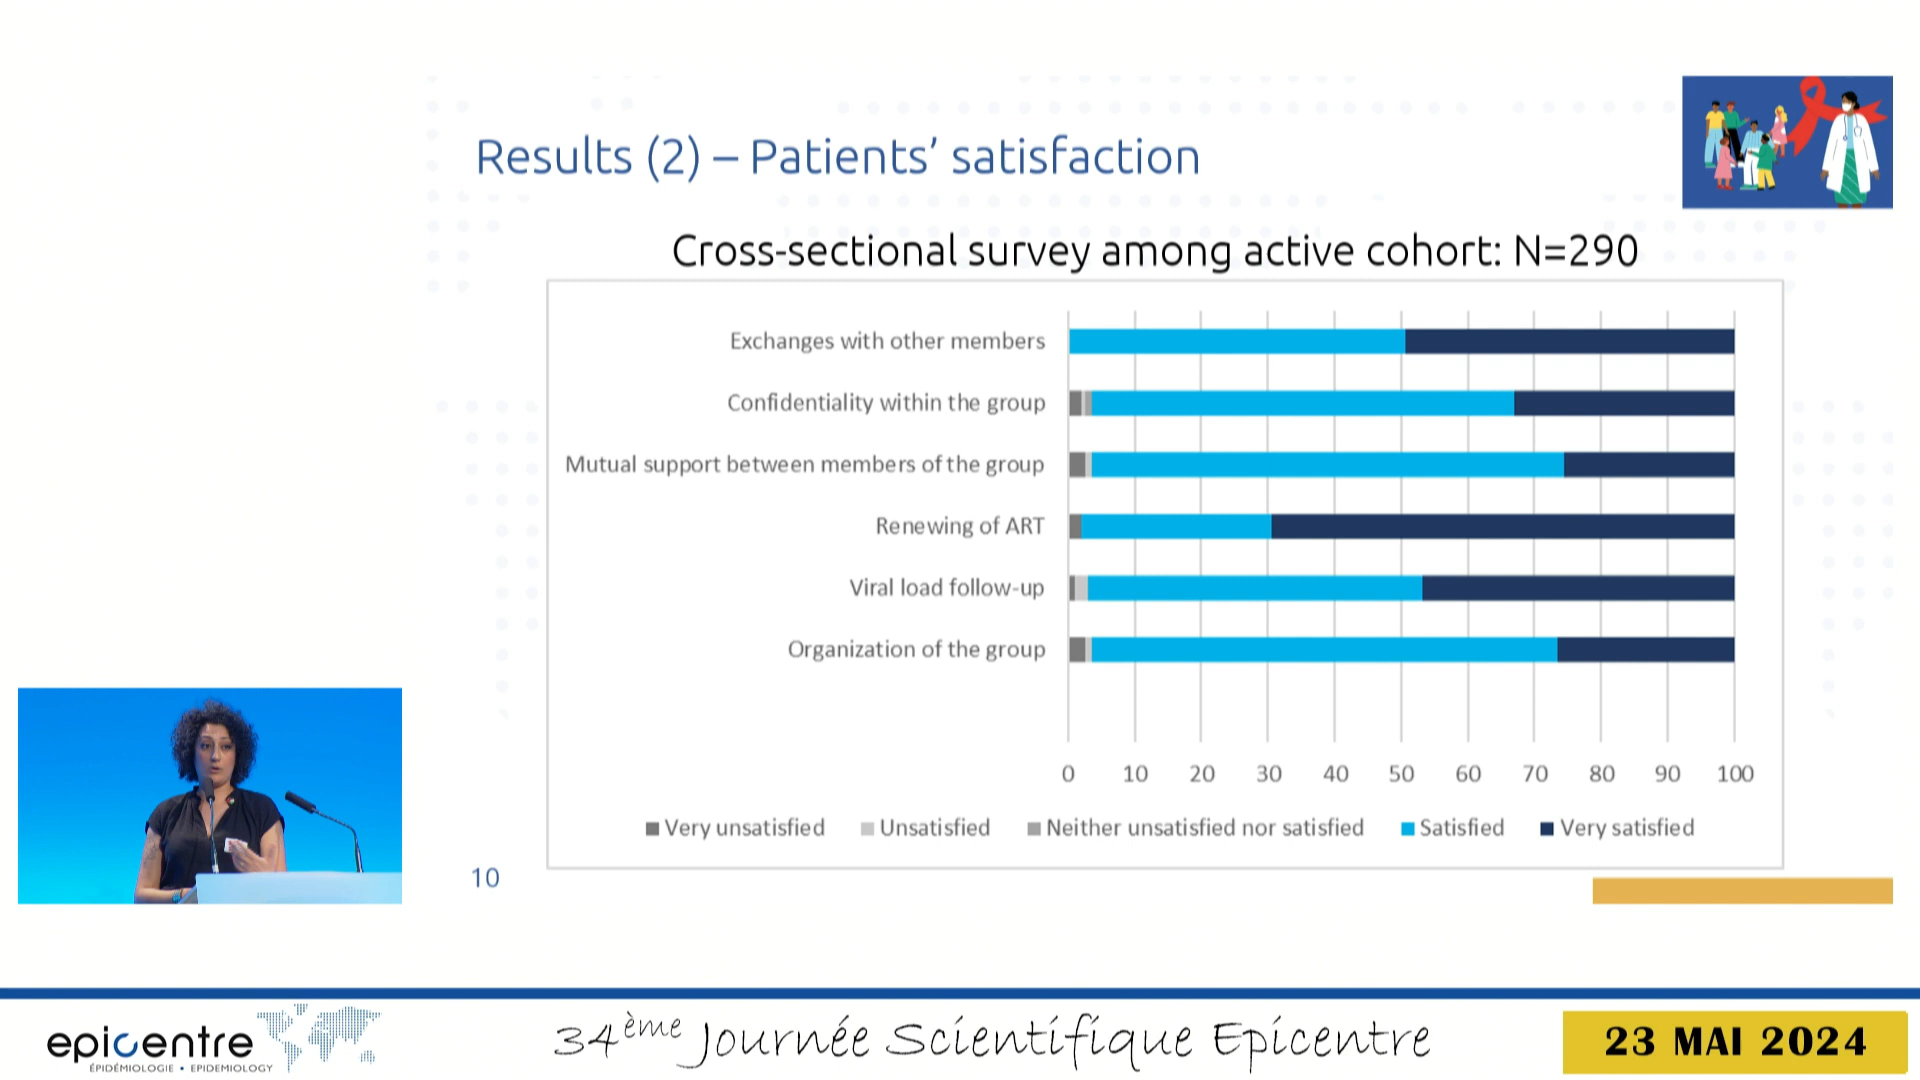 Results (2) – Patients’ satisfaction
Cross-sectional survey among active cohort: N=290
Exchanges with other members
Confidentiality within the group
Mutual support between members of the group
Renewing of ART
Viral load follow-up
Organization of the group
0 10 20 30 40 50 60 70 80 90 100
Very unsatisfied Unsatisfied Neither unsatisfied nor satisfied Satisfied Very satisfied
10
epicentre
ÉPIDÉMIOLOGIE • EPIDEMIOLOGY
34ème Journée Scientifique Epicentre
23 MAI 2024